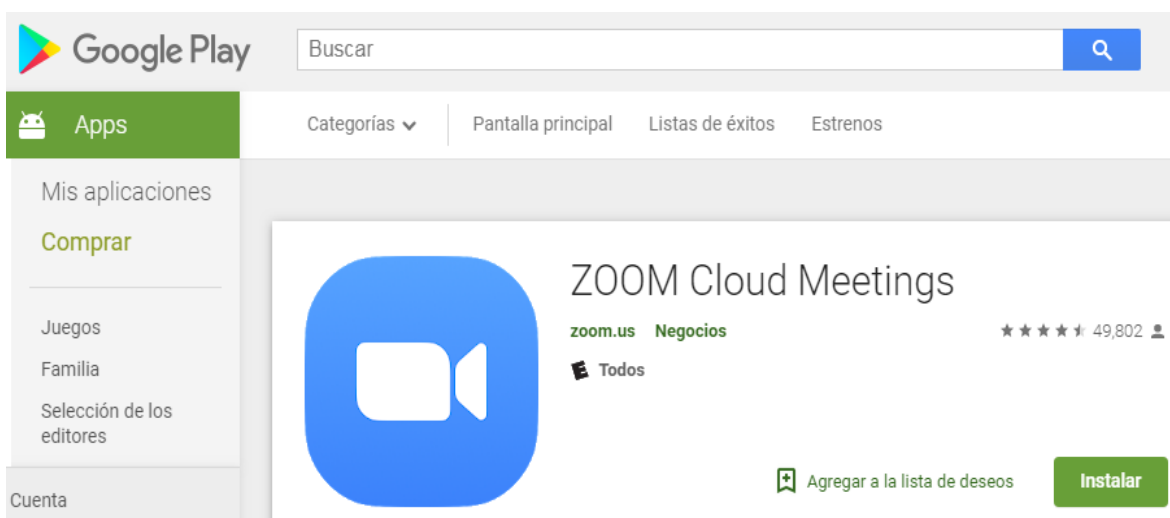 Google Play
Buscar
Apps
Categorías
Pantalla principal
Listas de éxitos
Estrenos
Mis aplicaciones
Comprar
Juegos
Familia
Selección de los
editores
Cuenta
ZOOM Cloud Meetings
zoom.us Negocios
49,802
E Todos
Agregar a la lista de deseos
Instalar